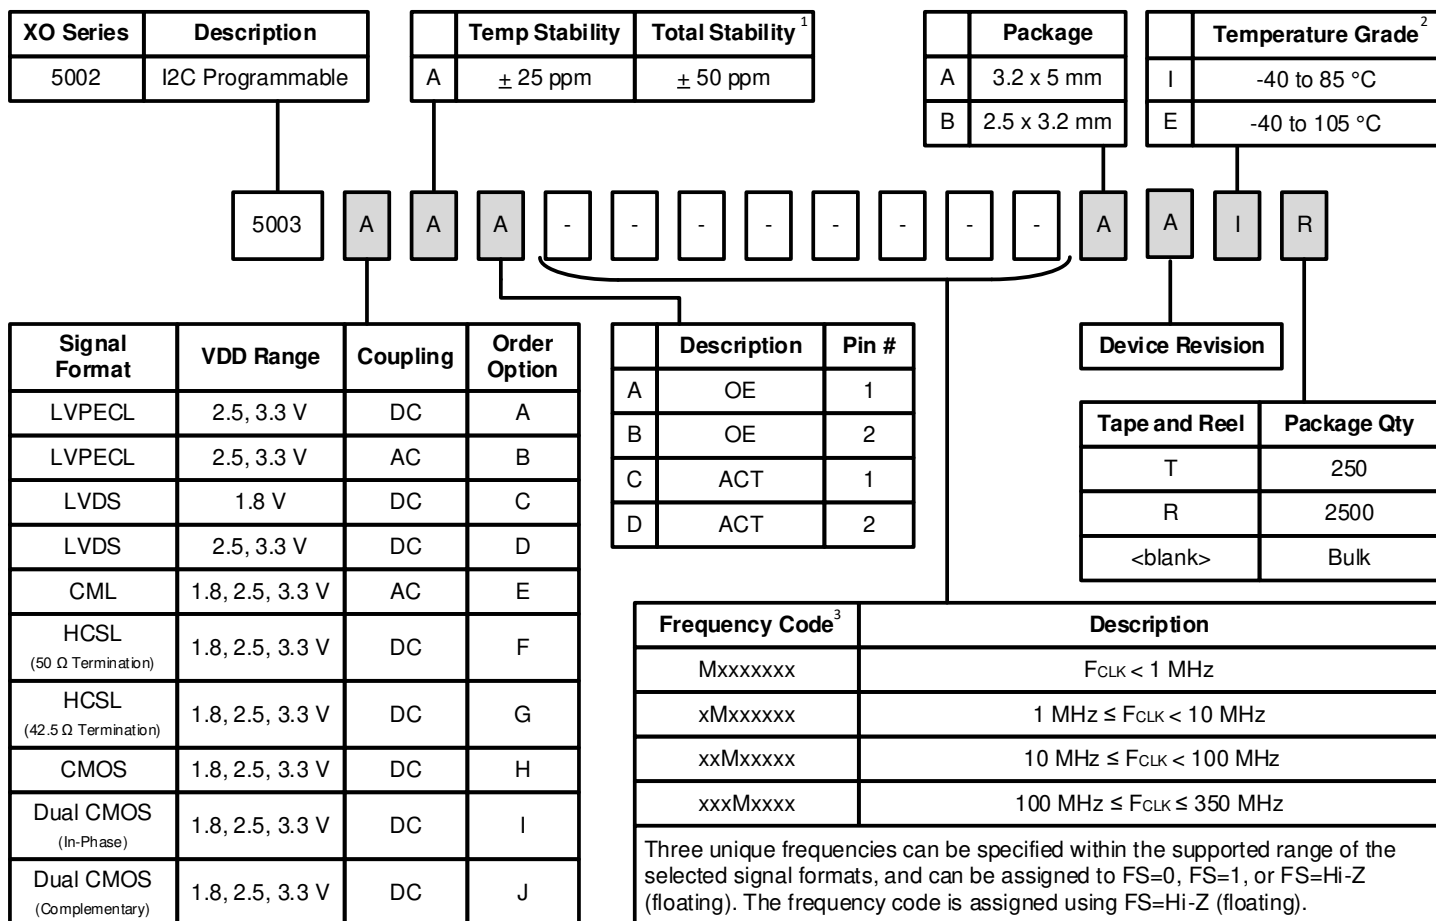 XO Series Description
5002 I2C Programmable
Temp Stability Total Stability 1
A ± 25 ppm ± 50 ppm
Package
A 3.2 x 5 mm
B 2.5 x 3.2 mm
Temperature Grade 2
I -40 to 85 °C
E -40 to 105 °C
5003 A A A - - - - - - - - A A I R
Signal Format VDD Range Coupling Order Option
LVPECL 2.5, 3.3 V DC A
LVPECL 2.5, 3.3 V AC B
LVDS 1.8 V DC C
LVDS 2.5, 3.3 V DC D
CML 1.8, 2.5, 3.3 V AC E
HCSL (50 Ω Termination) 1.8, 2.5, 3.3 V DC F
HCSL (42.5 Ω Termination) 1.8, 2.5, 3.3 V DC G
CMOS 1.8, 2.5, 3.3 V DC H
Dual CMOS (In-Phase) 1.8, 2.5, 3.3 V DC I
Dual CMOS (Complementary) 1.8, 2.5, 3.3 V DC J
Description Pin #
A OE 1
B OE 2
C ACT 1
D ACT 2
Device Revision
Tape and Reel Package Qty
T 250
R 2500
<blank> Bulk
Frequency Code 3 Description
Mxxxxxxx FCLK < 1 MHz
xMxxxxxx 1 MHz ≤ FCLK < 10 MHz
xxMxxxxx 10 MHz ≤ FCLK < 100 MHz
xxxMxxxx 100 MHz ≤ FCLK ≤ 350 MHz
Three unique frequencies can be specified within the supported range of the
selected signal formats, and can be assigned to FS=0, FS=1, or FS=Hi-Z
(floating). The frequency code is assigned using FS=Hi-Z (floating).